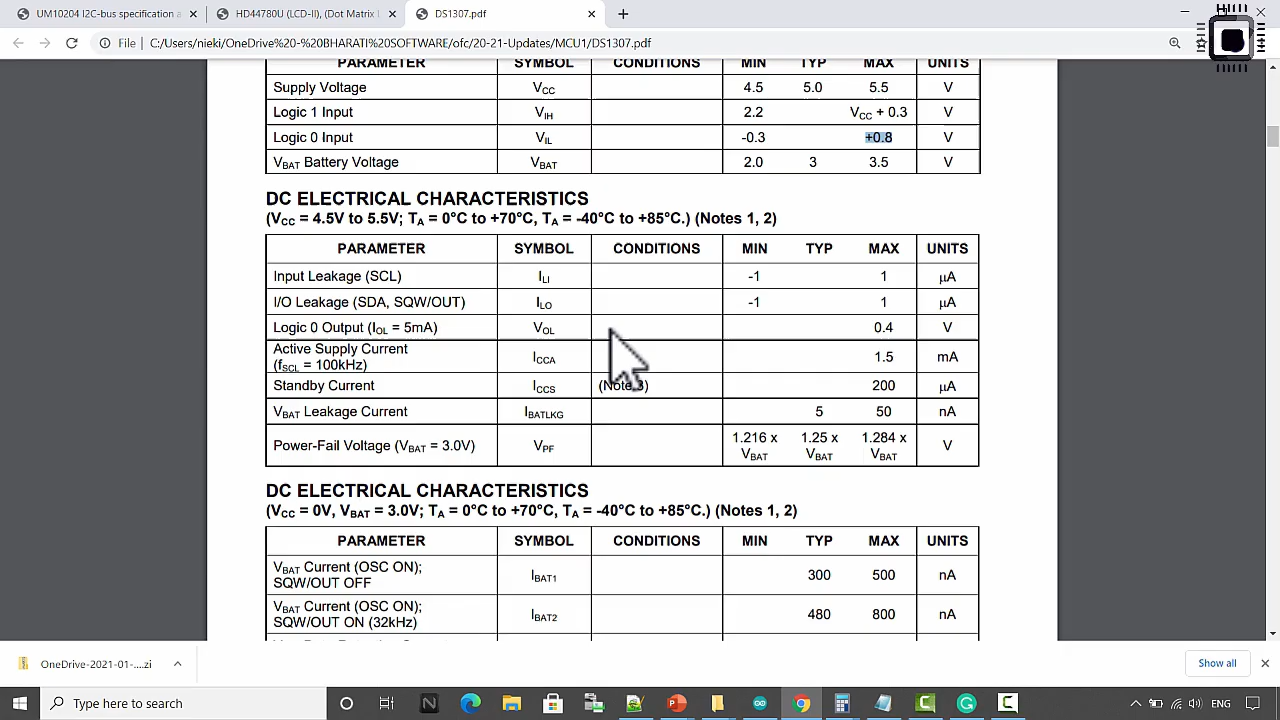 UM10204 I2C-bus specification a
HD44780U (LCD-II), (Dot Matrix L
DS1307.pdf
File C:/Users/nieki/OneDrive%20-%20BHARATI%20SOFTWARE/ofc/20-21-Updated_MCU1/DS1307.pdf
PARAMETER SYMBOL CONDITIONS MIN TYP MAX UNITS
Supply Voltage VCC 4.5 5.0 5.5 V
Logic 1 Input VIH 2.2 VCC + 0.3 V
Logic 0 Input VIL -0.3 +0.8 V
VBAT Battery Voltage VBAT 2.0 3 3.5 V
DC ELECTRICAL CHARACTERISTICS
(VCC = 4.5V to 5.5V; TA = 0°C to +70°C, TA = -40°C to +85°C.) (Notes 1, 2)
PARAMETER SYMBOL CONDITIONS MIN TYP MAX UNITS
Input Leakage (SCL) ILI -1 1 μA
I/O Leakage (SDA, SQW/OUT) ILO -1 1 μA
Logic 0 Output (IOL = 5mA) VOL 0.4 V
Active Supply Current
(fSCL = 100kHz) ICCA 1.5 mA
Standby Current ICCS (Note 3) 200 μA
VBAT Leakage Current IBATLKG 5 50 nA
Power-Fail Voltage (VBAT = 3.0V) VPF 1.216 x VBAT 1.25 x VBAT 1.284 x VBAT V
DC ELECTRICAL CHARACTERISTICS
(VCC = 0V, VBAT = 3.0V; TA = 0°C to +70°C, TA = -40°C to +85°C.) (Notes 1, 2)
PARAMETER SYMBOL CONDITIONS MIN TYP MAX UNITS
VBAT Current (OSC ON);
SQW/OUT OFF IBAT1 300 500 nA
VBAT Current (OSC ON);
SQW/OUT ON (32kHz) IBAT2 480 800 nA
OneDrive-2021-01-....zi
Show all
Type here to search
ENG